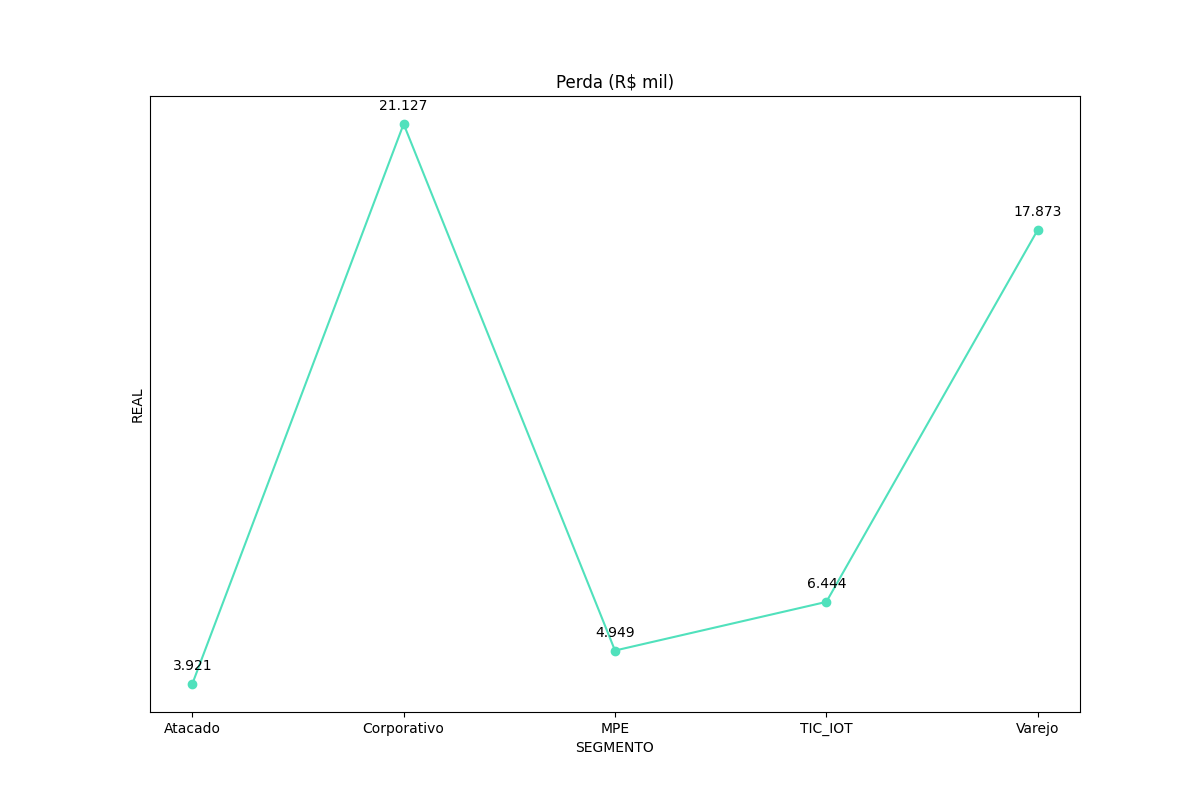 Perda (R$ mil)
21.127
17.873
6.444
4.949
3.921
REAL
Atacado
Corporativo
MPE
TIC_IOT
Varejo
SEGMENTO